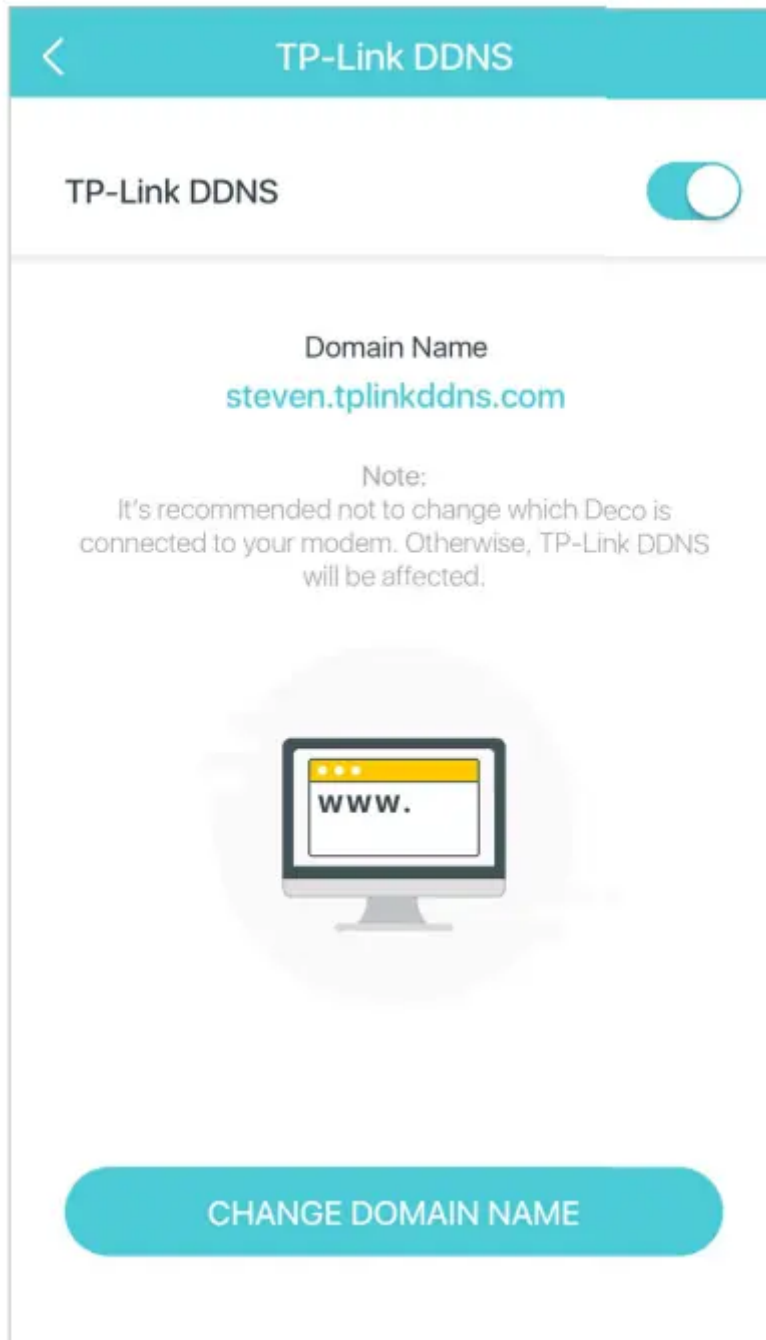 TP-Link DDNS
TP-Link DDNS
Domain Name
steven.tplinkddns.com
Note:
It's recommended not to change which Deco is
connected to your modem. Otherwise, TP-Link DDNS
will be affected.
www.
CHANGE DOMAIN NAME